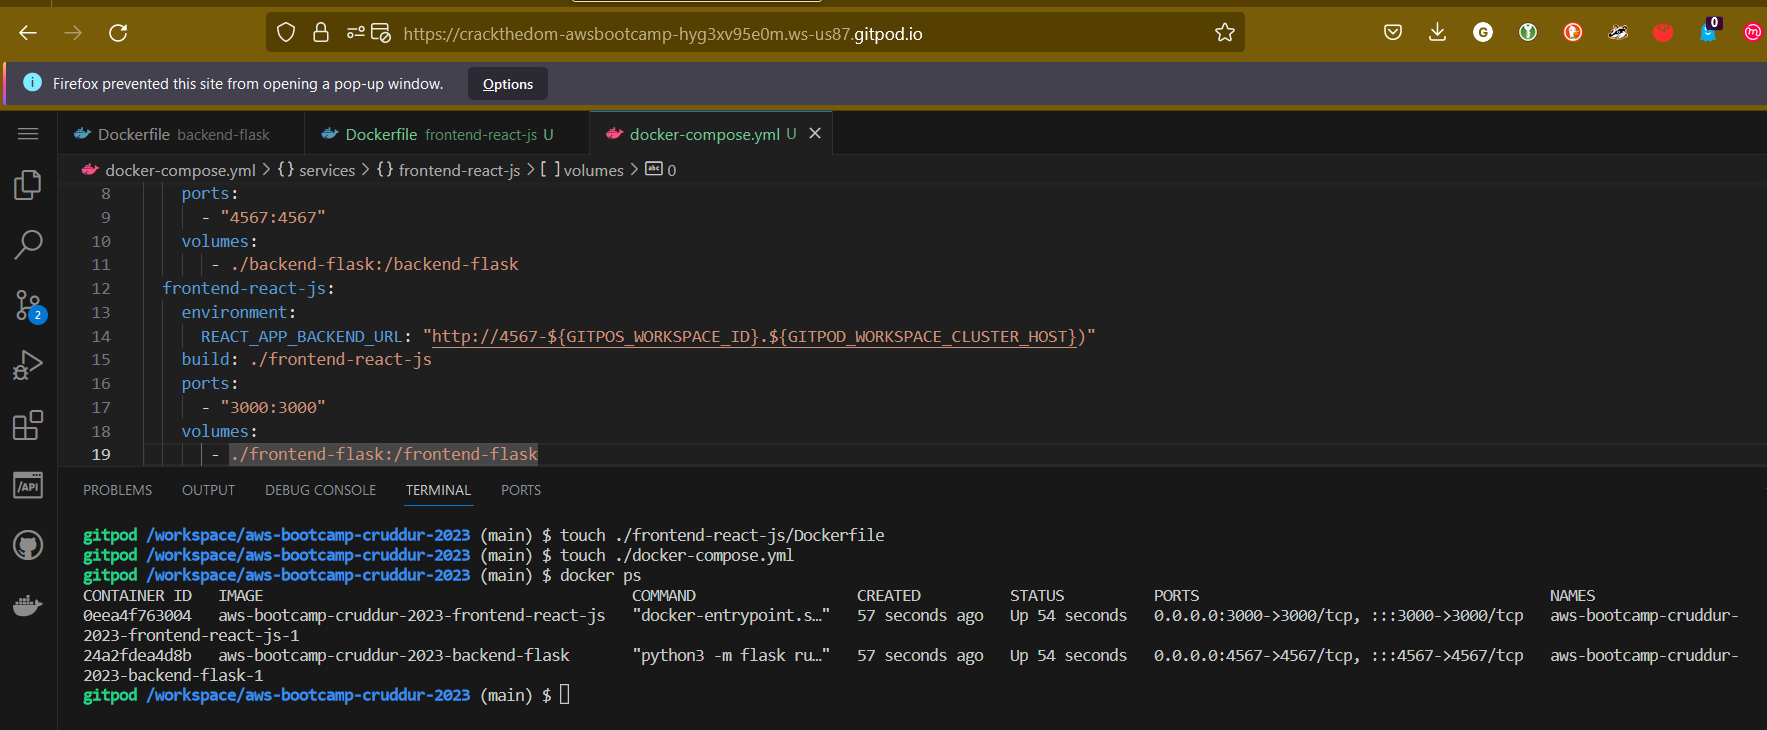 https://crackthedom-awsbootcamp-hyg3xv95e0m.ws-us87.gitpod.io
G
0
m
Firefox prevented this site from opening a pop-up window. Options
Dockerfile backend-flask Dockerfile frontend-react-js U docker-compose.yml U
docker-compose.yml > {} services > {} frontend-react-js > [ ] volumes > abc 0
8 ports:
9 - "4567:4567"
10 volumes:
11 - ./backend-flask:/backend-flask
12 frontend-react-js:
13 environment:
14 REACT_APP_BACKEND_URL: "http://4567-${GITPOS_WORKSPACE_ID}.${GITPOD_WORKSPACE_CLUSTER_HOST})"
15 build: ./frontend-react-js
16 ports:
17 - "3000:3000"
18 volumes:
19 - ./frontend-flask:/frontend-flask
2
/API
PROBLEMS OUTPUT DEBUG CONSOLE TERMINAL PORTS
gitpod /workspace/aws-bootcamp-cruddur-2023 (main) $ touch ./frontend-react-js/Dockerfile
gitpod /workspace/aws-bootcamp-cruddur-2023 (main) $ touch ./docker-compose.yml
gitpod /workspace/aws-bootcamp-cruddur-2023 (main) $ docker ps
CONTAINER ID IMAGE COMMAND CREATED STATUS PORTS NAMES
0eea4f763004 aws-bootcamp-cruddur-2023-frontend-react-js "docker-entrypoint.s…" 57 seconds ago Up 54 seconds 0.0.0.0:3000->3000/tcp, :::3000->3000/tcp aws-bootcamp-cruddur-
2023-frontend-react-js-1
24a2fdea4d8b aws-bootcamp-cruddur-2023-backend-flask "python3 -m flask ru…" 57 seconds ago Up 54 seconds 0.0.0.0:4567->4567/tcp, :::4567->4567/tcp aws-bootcamp-cruddur-
2023-backend-flask-1
gitpod /workspace/aws-bootcamp-cruddur-2023 (main) $